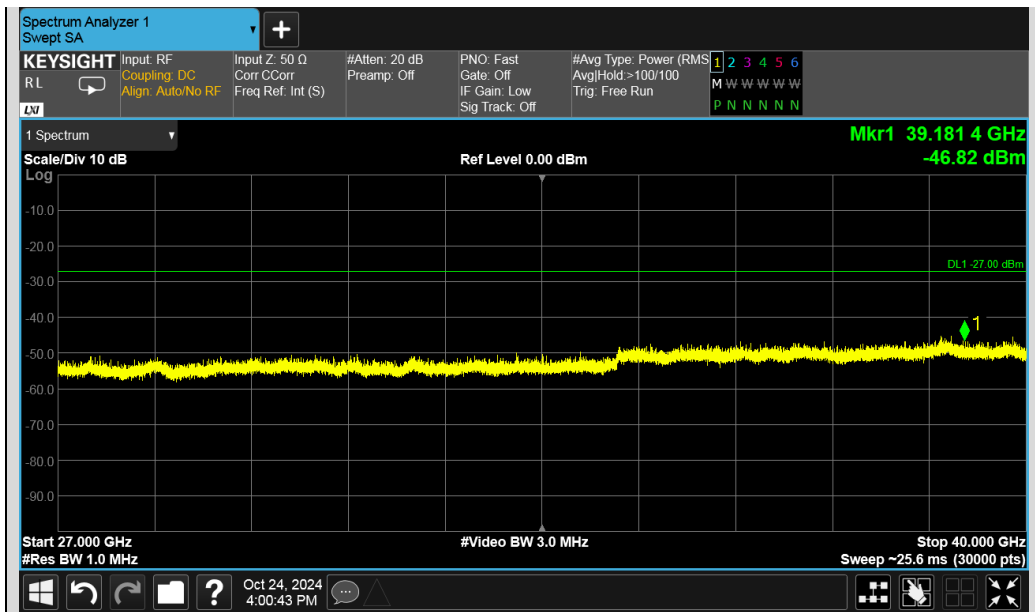 Spectrum Analyzer 1
Swept SA
+
KEYSIGHT
R L
LXI
Input: RF
Coupling: DC
Align: Auto/No RF
Input Z: 50 Ω
Corr CCorr
Freq Ref: Int (S)
#Atten: 20 dB
Preamp: Off
PNO: Fast
Gate: Off
IF Gain: Low
Sig Track: Off
#Avg Type: Power (RMS
Avg|Hold:>100/100
Trig: Free Run
1 2 3 4 5 6
M W W W W W
P N N N N N
1 Spectrum
Mkr1 39.181 4 GHz
Scale/Div 10 dB
Ref Level 0.00 dBm
-46.82 dBm
Log
-10.0
-20.0
DL1 -27.00 dBm
-30.0
-40.0
1
-50.0
-60.0
-70.0
-80.0
-90.0
Start 27.000 GHz
#Video BW 3.0 MHz
Stop 40.000 GHz
#Res BW 1.0 MHz
Sweep ~25.6 ms (30000 pts)
?
Oct 24, 2024
4:00:43 PM